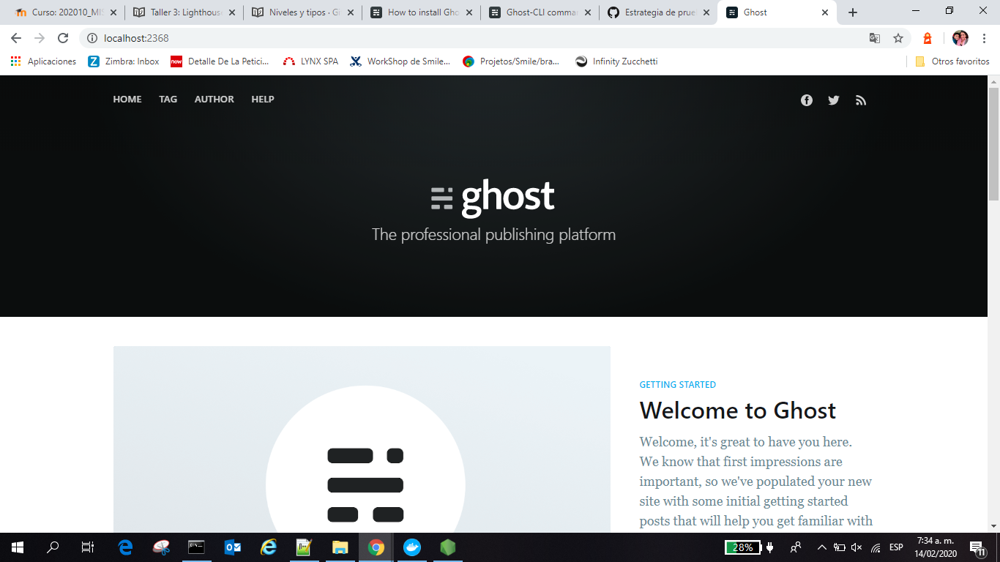 Curso: 202010_MIS
Taller 3: Lighthous
Niveles y tipos · Gi
How to install Gho
Ghost-CLI comma
Estrategia de prue
Ghost
localhost:2368
Aplicaciones
Zimbra: Inbox
now
Detalle De La Petici...
LYNX SPA
WorkShop de Smile...
Projetos/Smile/bra...
Infinity Zucchetti
Otros favoritos
HOME TAG AUTHOR HELP
ghost
The professional publishing platform
GETTING STARTED
Welcome to Ghost
Welcome, it's great to have you here.
We know that first impressions are
important, so we've populated your new
site with some initial getting started
posts that will help you get familiar with
28%
ESP
7:34 a. m.
14/02/2020
11